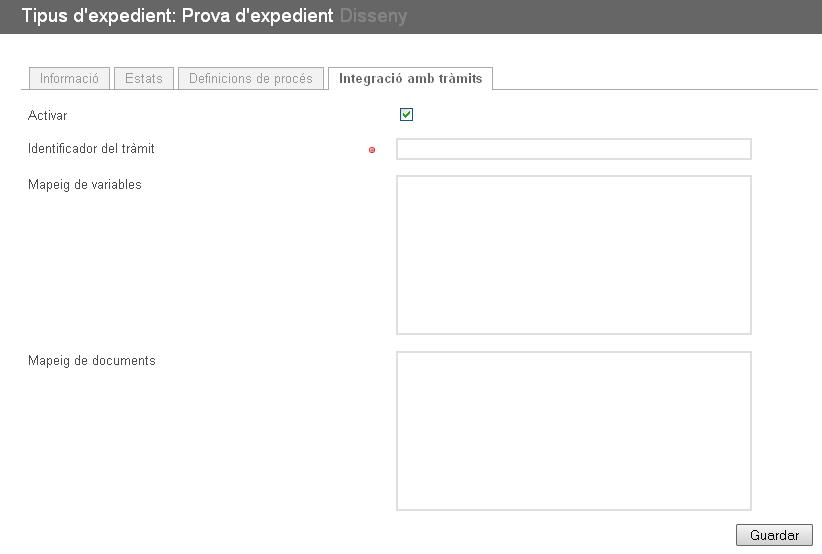 Tipus d'expedient: Prova d'expedient Disseny
Informació Estats Definicions de procés Integració amb tràmits
Activar
Identificador del tràmit
Mapeig de variables
Mapeig de documents
Guardar